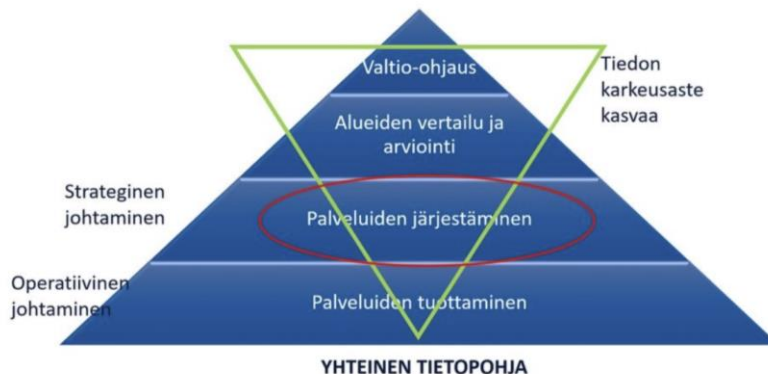 Valtio-ohjaus
Tiedon
karkeusaste
kasvaa
Alueiden vertailu ja
arviointi
Strateginen
johtaminen
Palveluiden järjestäminen
Operatiivinen
johtaminen
Palveluiden tuottaminen
YHTEINEN TIETOPOHJA